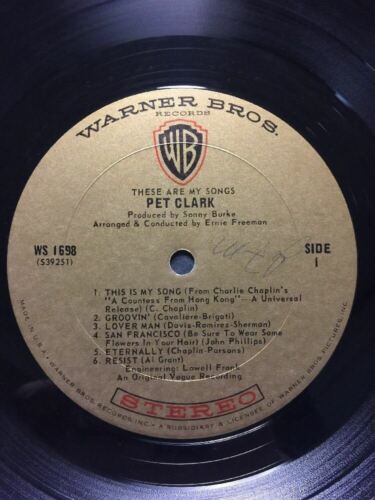 WARNER BROS.
RECORDS
WB
THESE ARE MY SONGS
PET CLARK
Produced by Sonny Burke
Arranged & Conducted by Ernie Freeman
WS 1698
(S39251)
SIDE
1
1 THIS IS MY SONG (From Charlie Chaplin's
"A Countess From Hong Kong"—A Universal
Release) (C. Chaplin)
2 GROOVIN' (Cavaliere-Brigati)
3 LOVER MAN (Davis-Ramirez-Sherman)
4 SAN FRANCISCO (Be Sure To Wear Some
Flowers In Your Hair) (John Phillips)
5 ETERNALLY (Chaplin-Parsons)
6 RESIST (Al Grant)
Engineering: Lowell Frank
An Original Vogue Recording
STEREO
MADE IN U.S.A. • WARNER BROS. RECORDS INC. • A SUBSIDIARY & LICENSEE OF WARNER BROS. PICTURES INC.